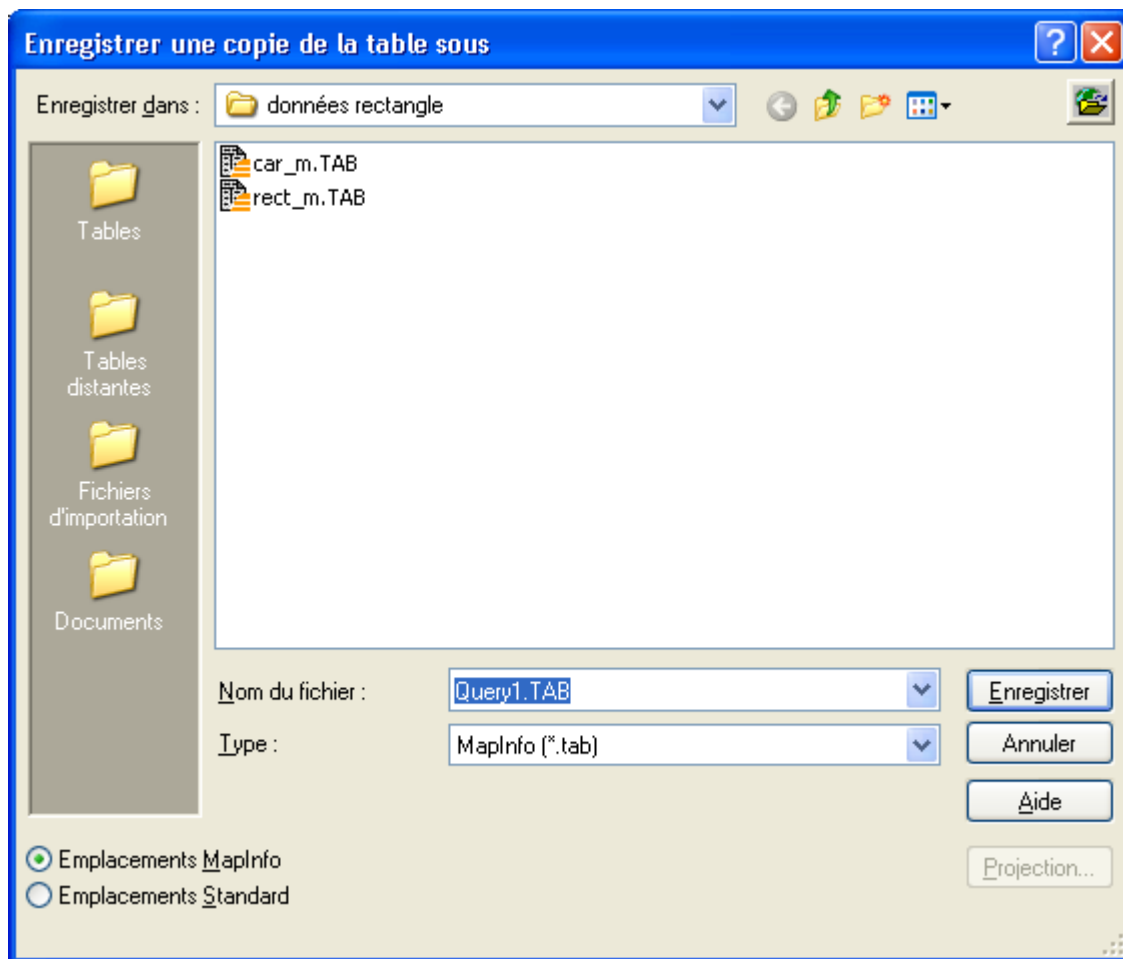 Enregistrer une copie de la table sous
Enregistrer dans :
données rectangle
car_m.TAB
rect_m.TAB
Tables
Tables
distantes
Fichiers
d'importation
Documents
Nom du fichier :
Query1.TAB
Enregistrer
Type :
MapInfo (*.tab)
Annuler
Aide
Emplacements MapInfo
Projection...
Emplacements Standard